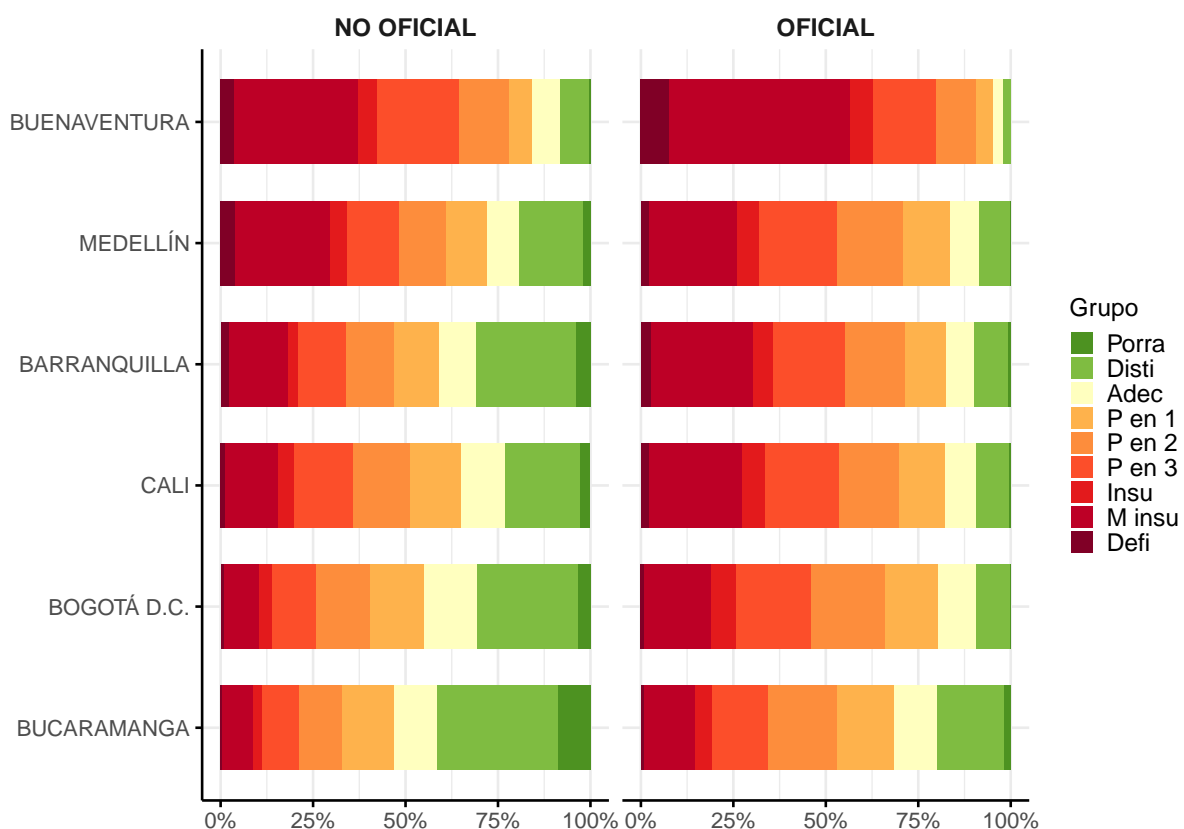 NO OFICIAL
OFICIAL
BUENAVENTURA
MEDELLÍN
BARRANQUILLA
CALI
BOGOTÁ D.C.
BUCARAMANGA
0% 25% 50% 75% 100%
0% 25% 50% 75% 100%
Grupo
Porra
Disti
Adec
P en 1
P en 2
P en 3
Insu
M insu
Defi